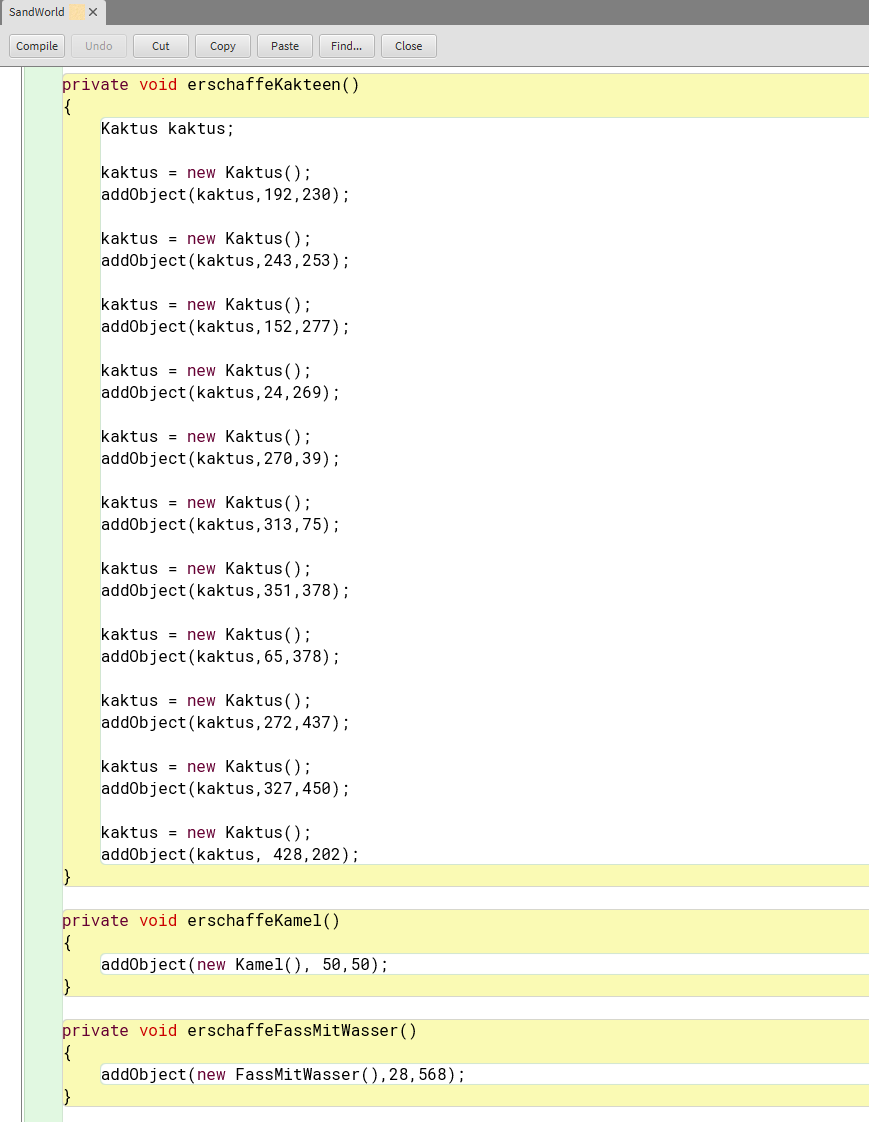 SandWorld
Compile Undo Cut Copy Paste Find... Close
private void erschaffeKakteen()
{
    Kaktus kaktus;

    kaktus = new Kaktus();
    addObject(kaktus,192,230);

    kaktus = new Kaktus();
    addObject(kaktus,243,253);

    kaktus = new Kaktus();
    addObject(kaktus,152,277);

    kaktus = new Kaktus();
    addObject(kaktus,24,269);

    kaktus = new Kaktus();
    addObject(kaktus,270,39);

    kaktus = new Kaktus();
    addObject(kaktus,313,75);

    kaktus = new Kaktus();
    addObject(kaktus,351,378);

    kaktus = new Kaktus();
    addObject(kaktus,65,378);

    kaktus = new Kaktus();
    addObject(kaktus,272,437);

    kaktus = new Kaktus();
    addObject(kaktus,327,450);

    kaktus = new Kaktus();
    addObject(kaktus, 428,202);
}

private void erschaffeKamel()
{
    addObject(new Kamel(), 50,50);
}

private void erschaffeFassMitWasser()
{
    addObject(new FassMitWasser(),28,568);
}